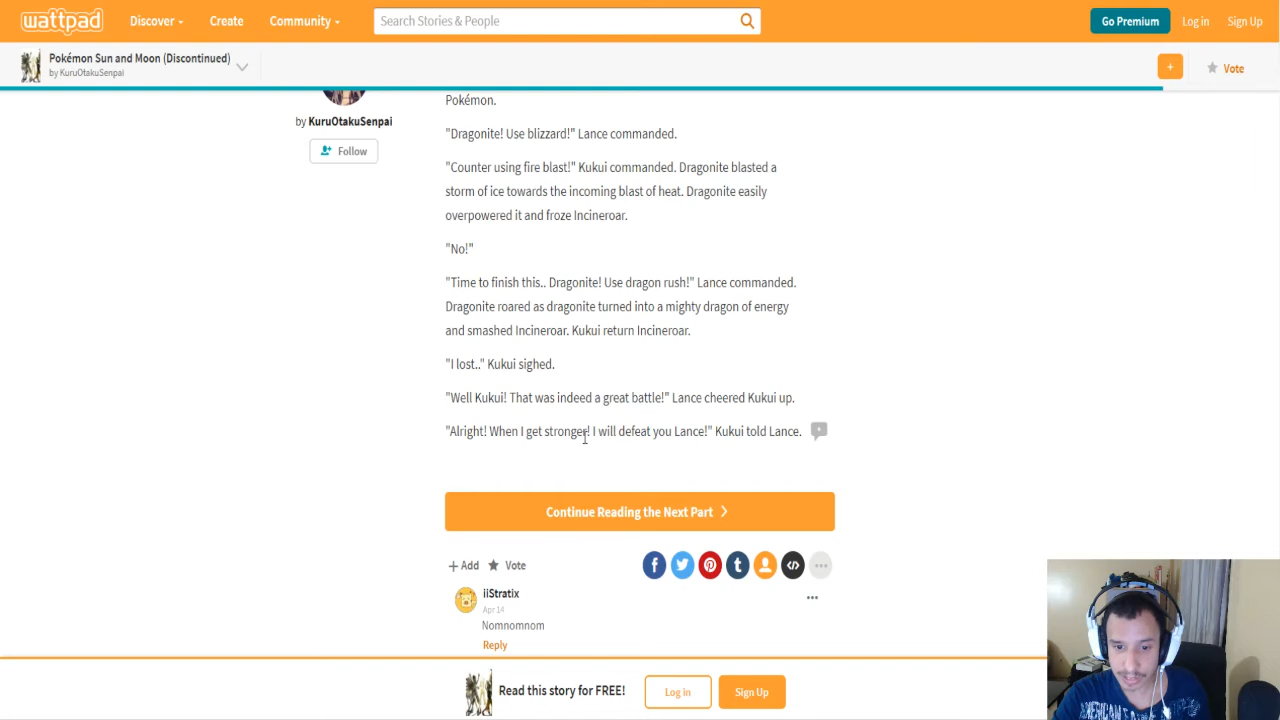 wattpad Discover Create Community Search Stories & People Go Premium Log in Sign Up
Pokémon Sun and Moon (Discontinued)
by KuruOtakuSenpai
+ Vote
Pokémon.
by KuruOtakuSenpai
"Dragonite! Use blizzard!" Lance commanded.
Follow
"Counter using fire blast!" Kukui commanded. Dragonite blasted a
storm of ice towards the incoming blast of heat. Dragonite easily
overpowered it and froze Incineroar.
"No!"
"Time to finish this.. Dragonite! Use dragon rush!" Lance commanded.
Dragonite roared as dragonite turned into a mighty dragon of energy
and smashed Incineroar. Kukui return Incineroar.
"I lost.." Kukui sighed.
"Well Kukui! That was indeed a great battle!" Lance cheered Kukui up.
"Alright! When I get stronger! I will defeat you Lance!" Kukui told Lance. +
Continue Reading the Next Part
+ Add Vote f t </> ...
iiStratix ...
Apr 14
Nomnomnom
Reply
Read this story for FREE! Log in Sign Up
AMERICAN